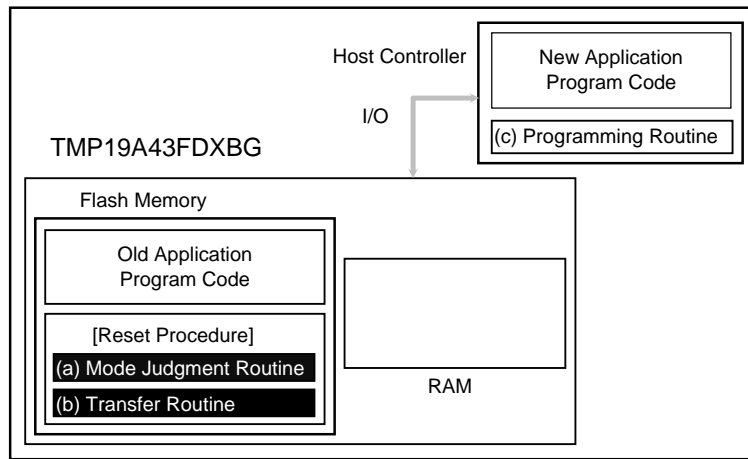 Host Controller
New Application
Program Code
(c) Programming Routine
I/O
TMP19A43FDXBG
Flash Memory
Old Application
Program Code
[Reset Procedure]
(a) Mode Judgment Routine
(b) Transfer Routine
RAM